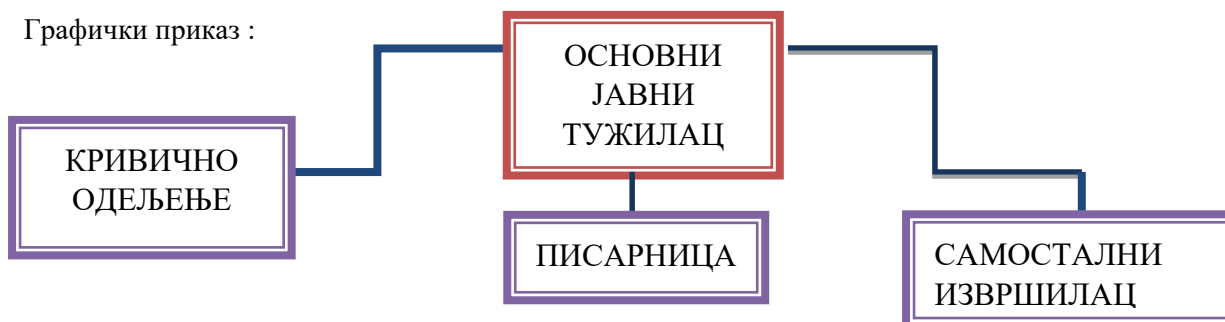 Графички приказ :
ОСНОВНИ
ЈАВНИ
ТУЖИЛАЦ
КРИВИЧНО
ОДЕЉЕЊЕ
ПИСАРНИЦА
САМОСТАЛНИ
ИЗВРШИЛАЦ